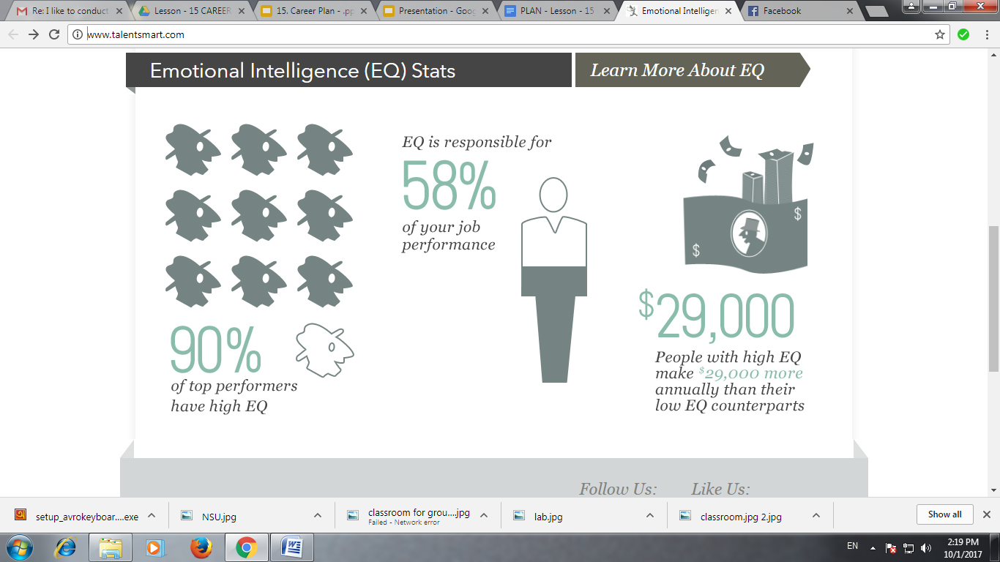 Re: I like to conduct
Lesson - 15 CAREER
15. Career Plan - .pp
Presentation - Goog
PLAN - Lesson - 15
Emotional Intelligen
Facebook
www.talentsmart.com
Emotional Intelligence (EQ) Stats
Learn More About EQ
90%
of top performers
have high EQ
EQ is responsible for
58%
of your job
performance
$
$
$29,000
People with high EQ
make $29,000 more
annually than their
low EQ counterparts
Follow Us:
Like Us:
setup_avrokeyboar....exe
NSU.jpg
classroom for grou....jpg
Failed - Network error
lab.jpg
classroom.jpg 2.jpg
Show all
EN
2:19 PM
10/1/2017